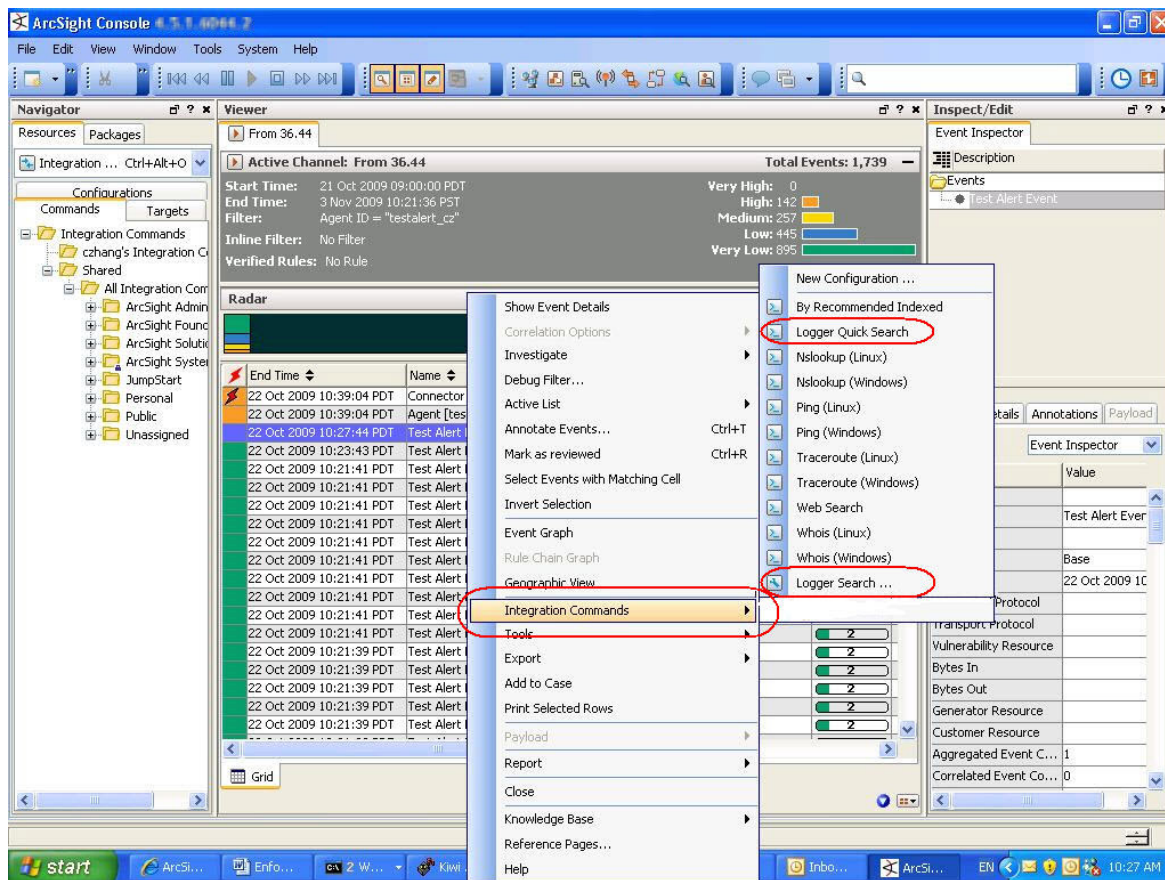 ArcSight Console
File Edit View Window Tools System Help
Navigator
Resources Packages
Integration ... Ctrl+Alt+O
Configurations
Commands Targets
Integration Commands
czhang's Integration Co
Shared
All Integration Com
ArcSight Admin
ArcSight Found
ArcSight Solutio
ArcSight System
JumpStart
Personal
Public
Unassigned
Viewer
From 36.44
Active Channel: From 36.44 Total Events: 1,739
Start Time: 21 Oct 2009 09:00:00 PDT
End Time: 3 Nov 2009 10:21:36 PST
Filter: Agent ID = "testalert_cz"
Inline Filter: No Filter
Verified Rules: No Rule
Very High: 0
High: 142
Medium: 257
Low: 445
Very Low: 895
Radar
End Time Name
22 Oct 2009 10:39:04 PDT Connector
22 Oct 2009 10:39:04 PDT Agent [tes
22 Oct 2009 10:27:44 PDT Test Alert
22 Oct 2009 10:23:43 PDT Test Alert
22 Oct 2009 10:21:41 PDT Test Alert
22 Oct 2009 10:21:41 PDT Test Alert
22 Oct 2009 10:21:41 PDT Test Alert
22 Oct 2009 10:21:41 PDT Test Alert
22 Oct 2009 10:21:41 PDT Test Alert
22 Oct 2009 10:21:41 PDT Test Alert
22 Oct 2009 10:21:41 PDT Test Alert
22 Oct 2009 10:21:41 PDT Test Alert
22 Oct 2009 10:21:41 PDT Test Alert
22 Oct 2009 10:21:41 PDT Test Alert 2
22 Oct 2009 10:21:39 PDT Test Alert 2
22 Oct 2009 10:21:39 PDT Test Alert 2
22 Oct 2009 10:21:39 PDT Test Alert 2
22 Oct 2009 10:21:39 PDT Test Alert 2
22 Oct 2009 10:21:39 PDT Test Alert 2
Grid
Show Event Details
Correlation Options
Investigate
Debug Filter...
Active List
Annotate Events... Ctrl+T
Mark as reviewed Ctrl+R
Select Events with Matching Cell
Invert Selection
Event Graph
Rule Chain Graph
Geographic View
Integration Commands
Tools
Export
Add to Case
Print Selected Rows
Payload
Report
Close
Knowledge Base
Reference Pages...
Help
New Configuration ...
By Recommended Indexed
Logger Quick Search
Nslookup (Linux)
Nslookup (Windows)
Ping (Linux)
Ping (Windows)
Traceroute (Linux)
Traceroute (Windows)
Web Search
Whois (Linux)
Whois (Windows)
Logger Search ...
Inspect/Edit
Event Inspector
Description
Events
Test Alert Event
tails Annotations Payload
Event Inspector
Value
Test Alert Ever
Base
22 Oct 2009 10
Protocol
Transport Protocol
Vulnerability Resource
Bytes In
Bytes Out
Generator Resource
Customer Resource
Aggregated Event C... 1
Correlated Event Co... 0
start ArcSi... Enfo... 2 W... Kiwi Inbo... ArcSi... EN 10:27 AM